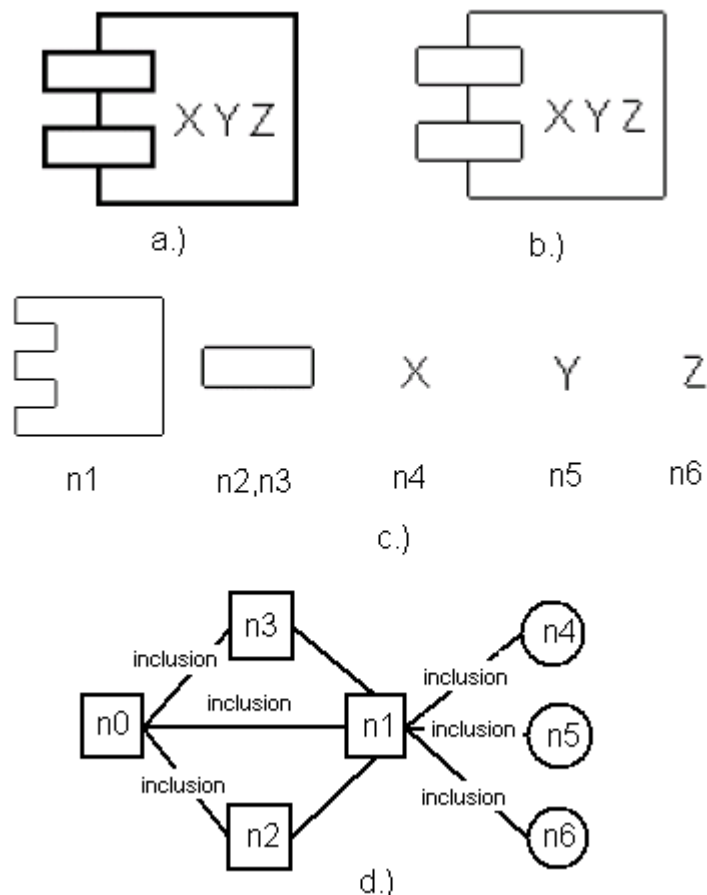 XYZ XYZ
a.) b.)
X Y Z
n1 n2,n3 n4 n5 n6
c.)
n3 n4
inclusion inclusion
n0 inclusion n1 inclusion n5
inclusion inclusion
n2 n6
d.)